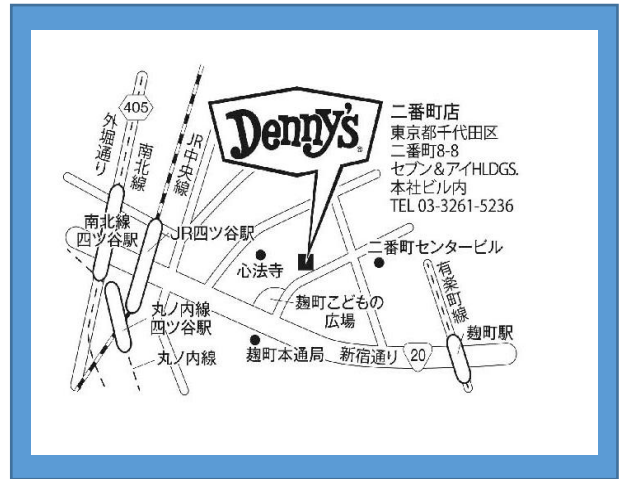 Denny's
二番町店
東京都千代田区
二番町8-8
セブン&アイHLDGS.
本社ビル内
TEL 03-3261-5236
405
外堀通り
南北線
JR中央線
南北線
四ツ谷駅
JR四ツ谷駅
心法寺
二番町センタービル
有楽町線
麹町こどもの
広場
丸ノ内線
四ツ谷駅
麹町駅
丸ノ内線
麹町本通局
新宿通り
20